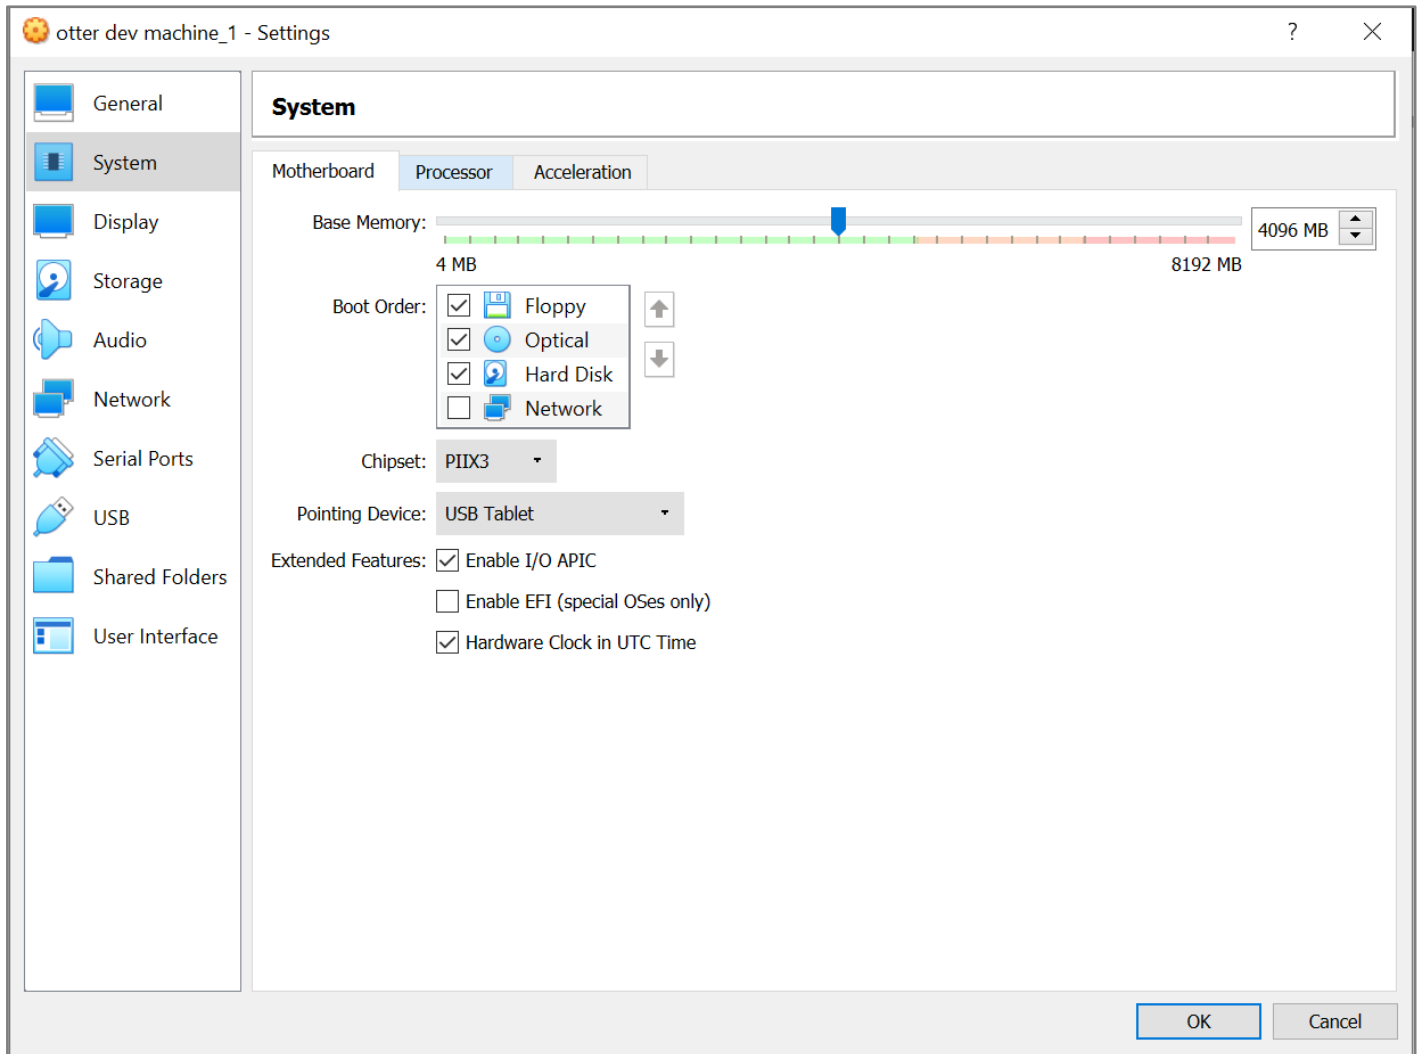 otter dev machine_1 - Settings
?
General
System
Display
Storage
Audio
Network
Serial Ports
USB
Shared Folders
User Interface
System
Motherboard
Processor
Acceleration
Base Memory:
4096 MB
4 MB
8192 MB
Boot Order:
Floppy
Optical
Hard Disk
Network
Chipset:
PIIX3
Pointing Device:
USB Tablet
Extended Features:
Enable I/O APIC
Enable EFI (special OSes only)
Hardware Clock in UTC Time
OK
Cancel